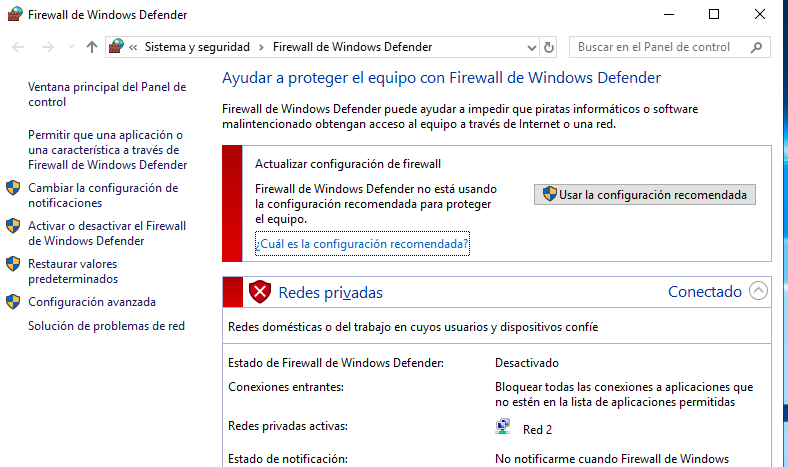 Firewall de Windows Defender
« Sistema y seguridad > Firewall de Windows Defender
Buscar en el Panel de control
Ventana principal del Panel de
control
Permitir que una aplicación o
una característica a través de
Firewall de Windows Defender
Cambiar la configuración de
notificaciones
Activar o desactivar el Firewall
de Windows Defender
Restaurar valores
predeterminados
Configuración avanzada
Solución de problemas de red
Ayudar a proteger el equipo con Firewall de Windows Defender
Firewall de Windows Defender puede ayudar a impedir que piratas informáticos o software
malintencionado obtengan acceso al equipo a través de Internet o una red.
Actualizar configuración de firewall
Firewall de Windows Defender no está usando
la configuración recomendada para proteger
el equipo.
Usar la configuración recomendada
¿Cuál es la configuración recomendada?
Redes privadas
Conectado
Redes domésticas o del trabajo en cuyos usuarios y dispositivos confíe
Estado de Firewall de Windows Defender:
Desactivado
Conexiones entrantes:
Bloquear todas las conexiones a aplicaciones que
no estén en la lista de aplicaciones permitidas
Redes privadas activas:
Red 2
Estado de notificación:
No notificarme cuando Firewall de Windows